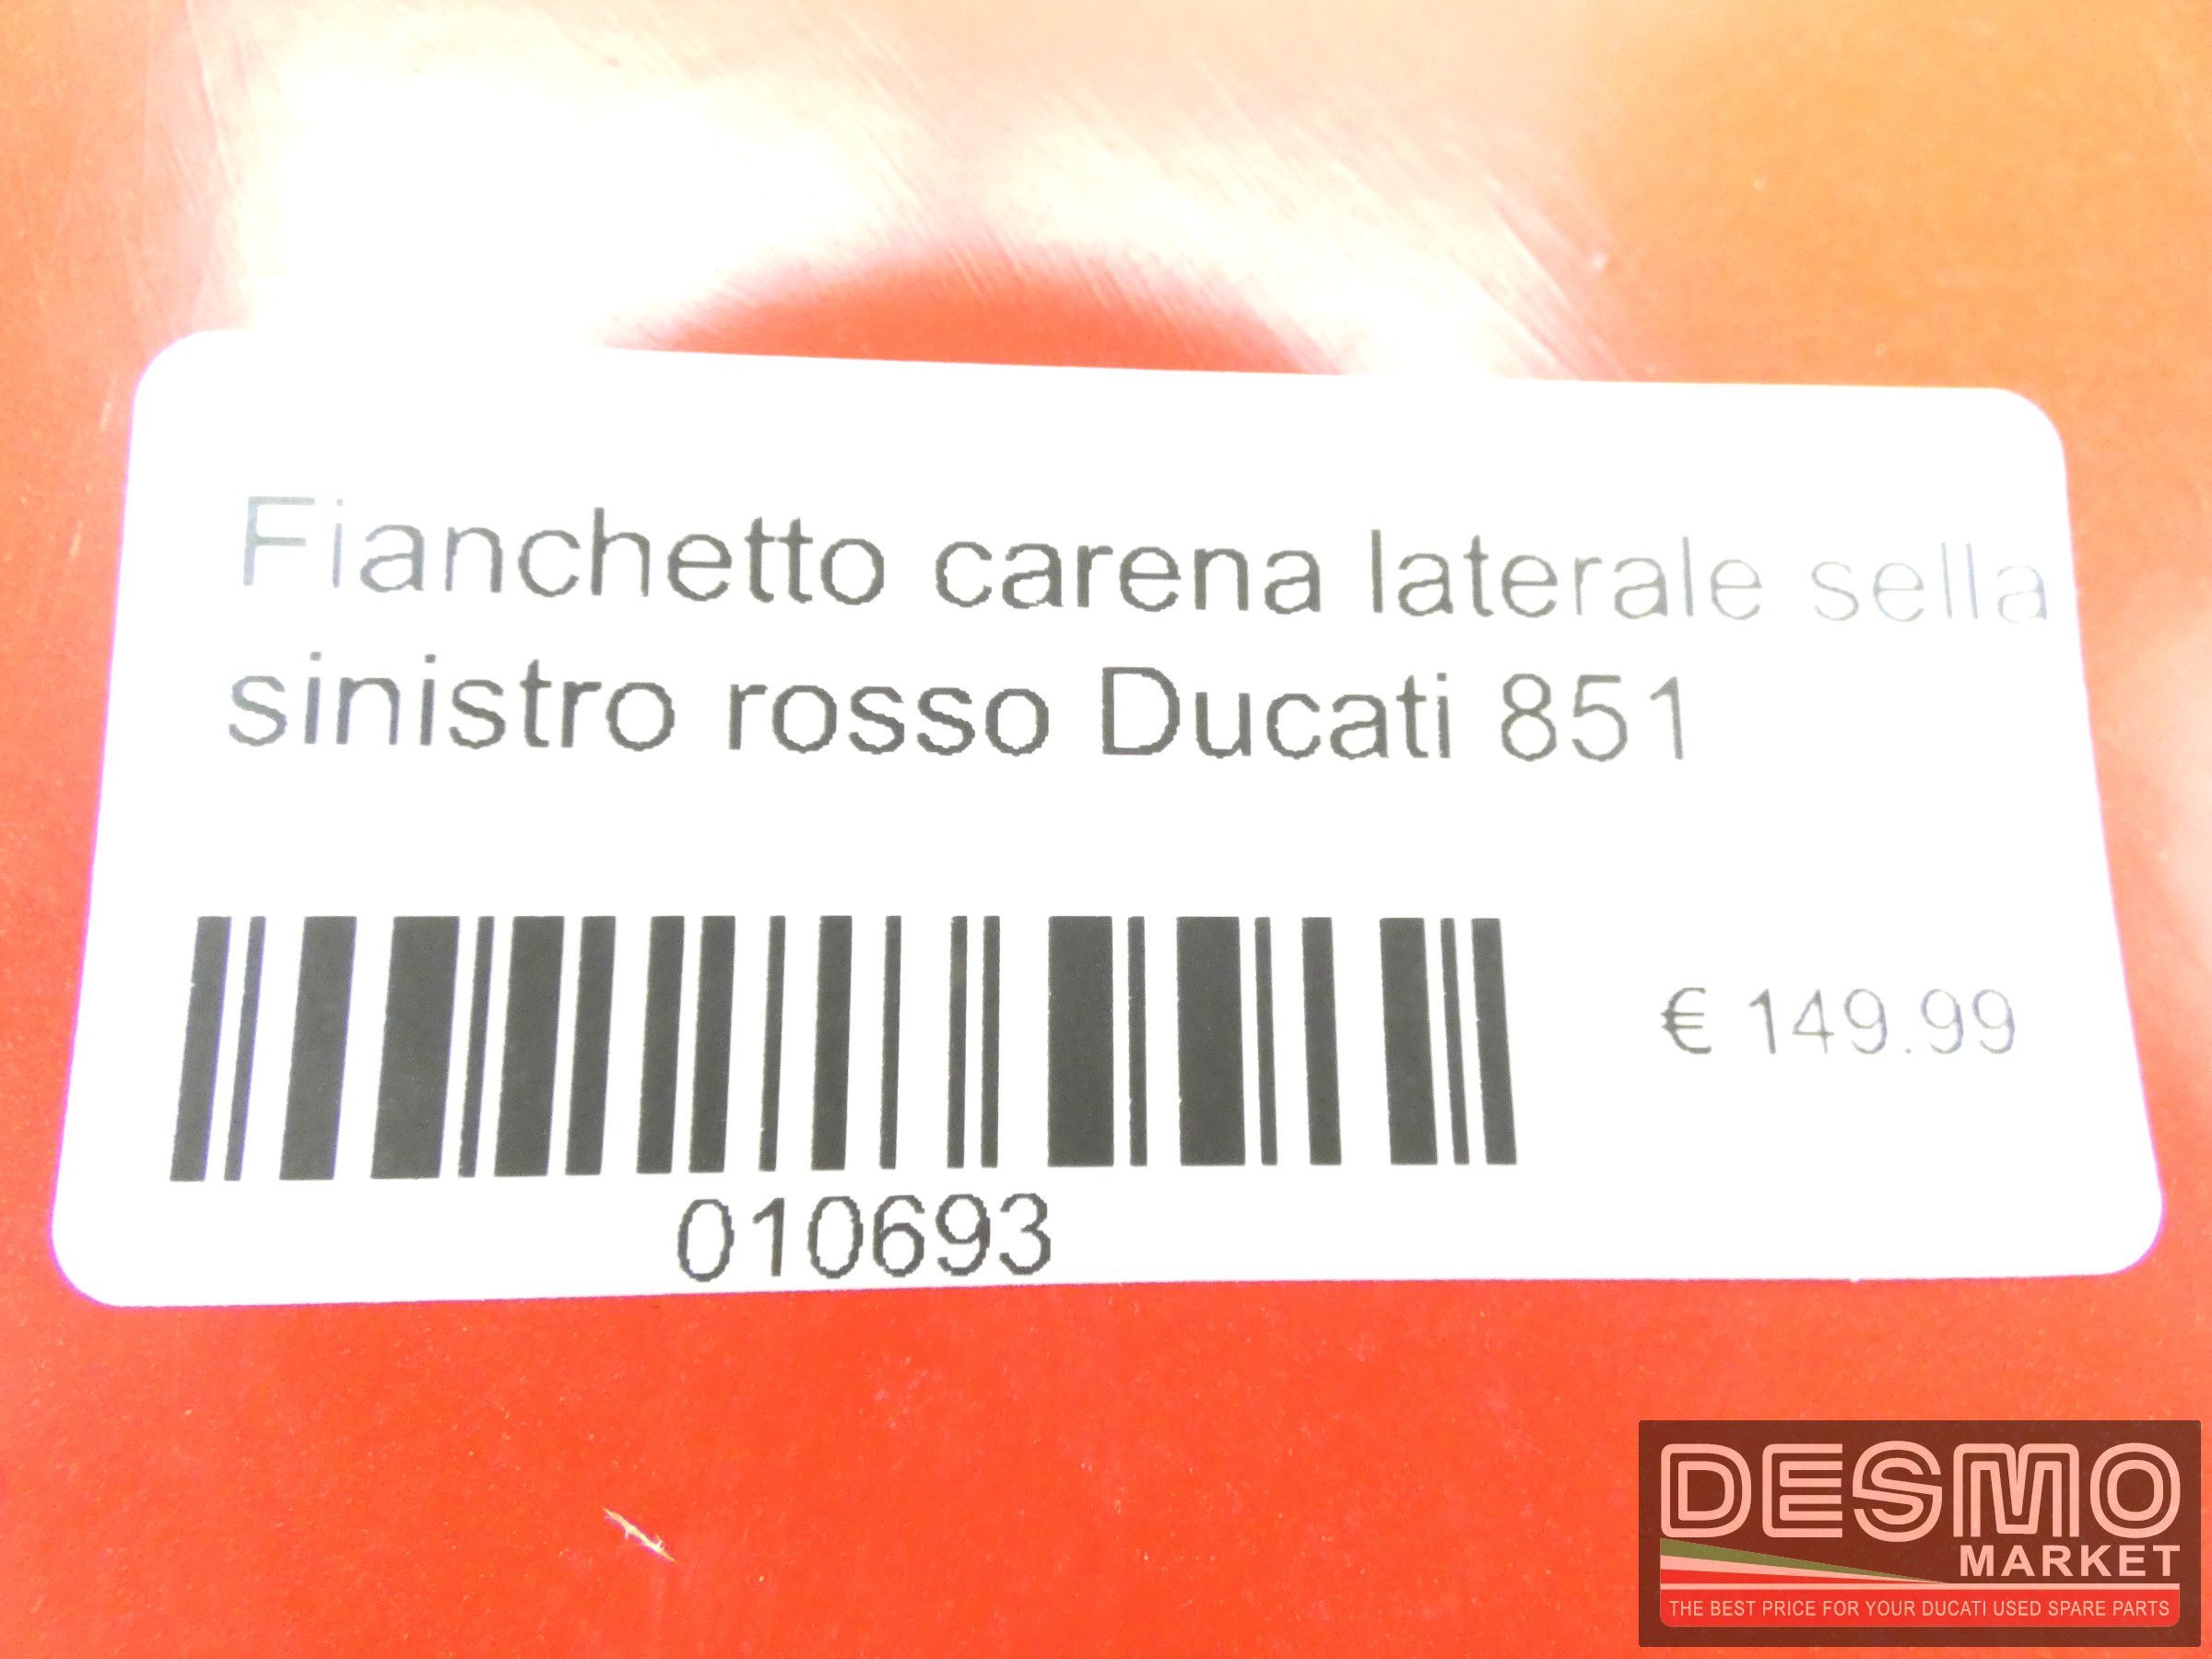 Fianchetto carena laterale sella
sinistro rosso Ducati 851
€ 149.99
010693
DESMO
MARKET
THE BEST PRICE FOR YOUR DUCATI USED SPARE PARTS